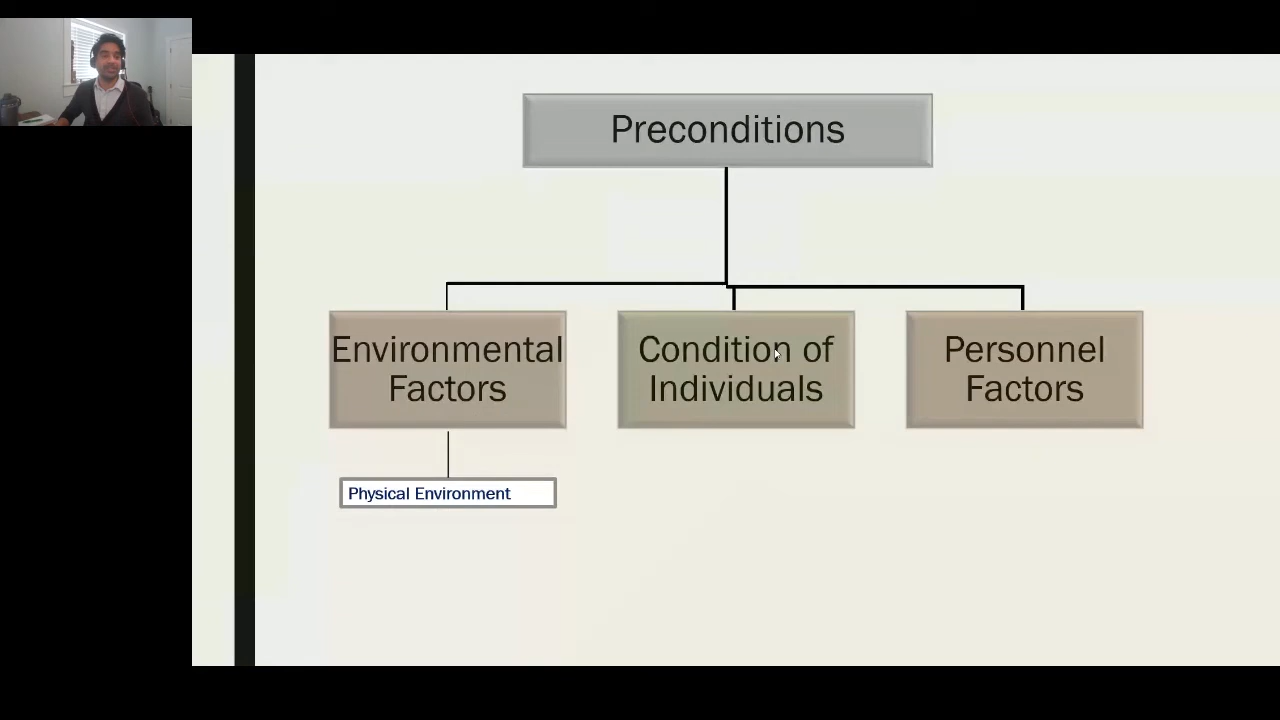 Preconditions
Environmental
Factors
Condition of
Individuals
Personnel
Factors
Physical Environment